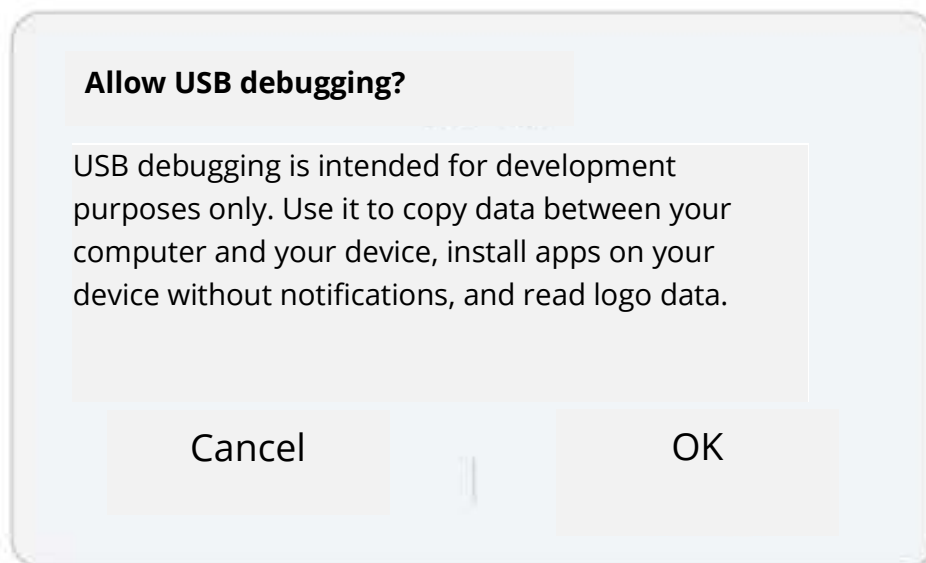 Allow USB debugging?
USB debugging is intended for development
purposes only. Use it to copy data between your
computer and your device, install apps on your
device without notifications, and read logo data.
Cancel
OK